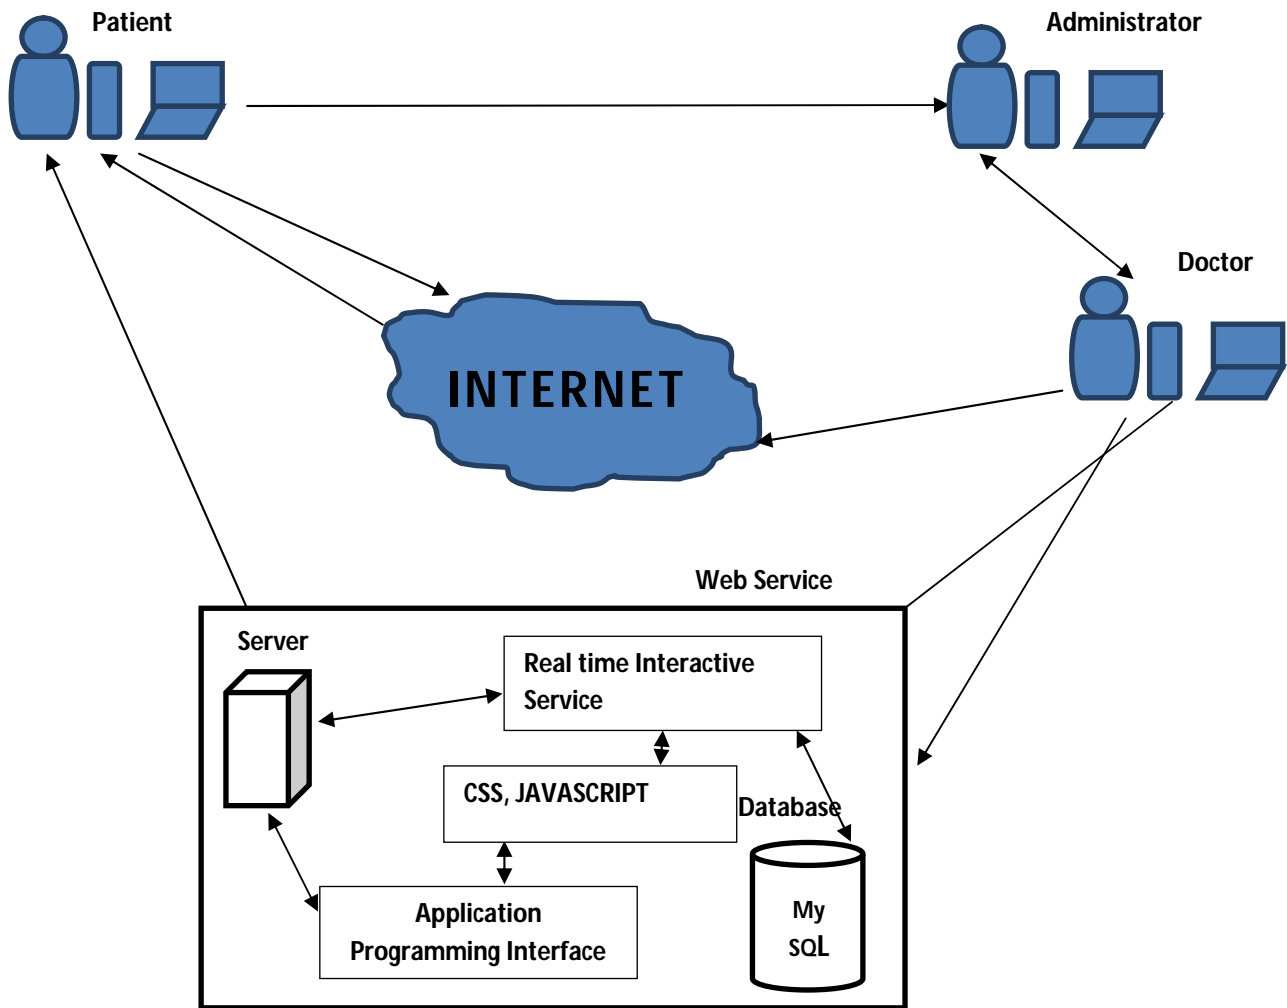 Patient
Administrator
Doctor
INTERNET
Web Service
Server
Real time Interactive
Service
CSS, JAVASCRIPT
Database
Application
Programming Interface
My
SQL